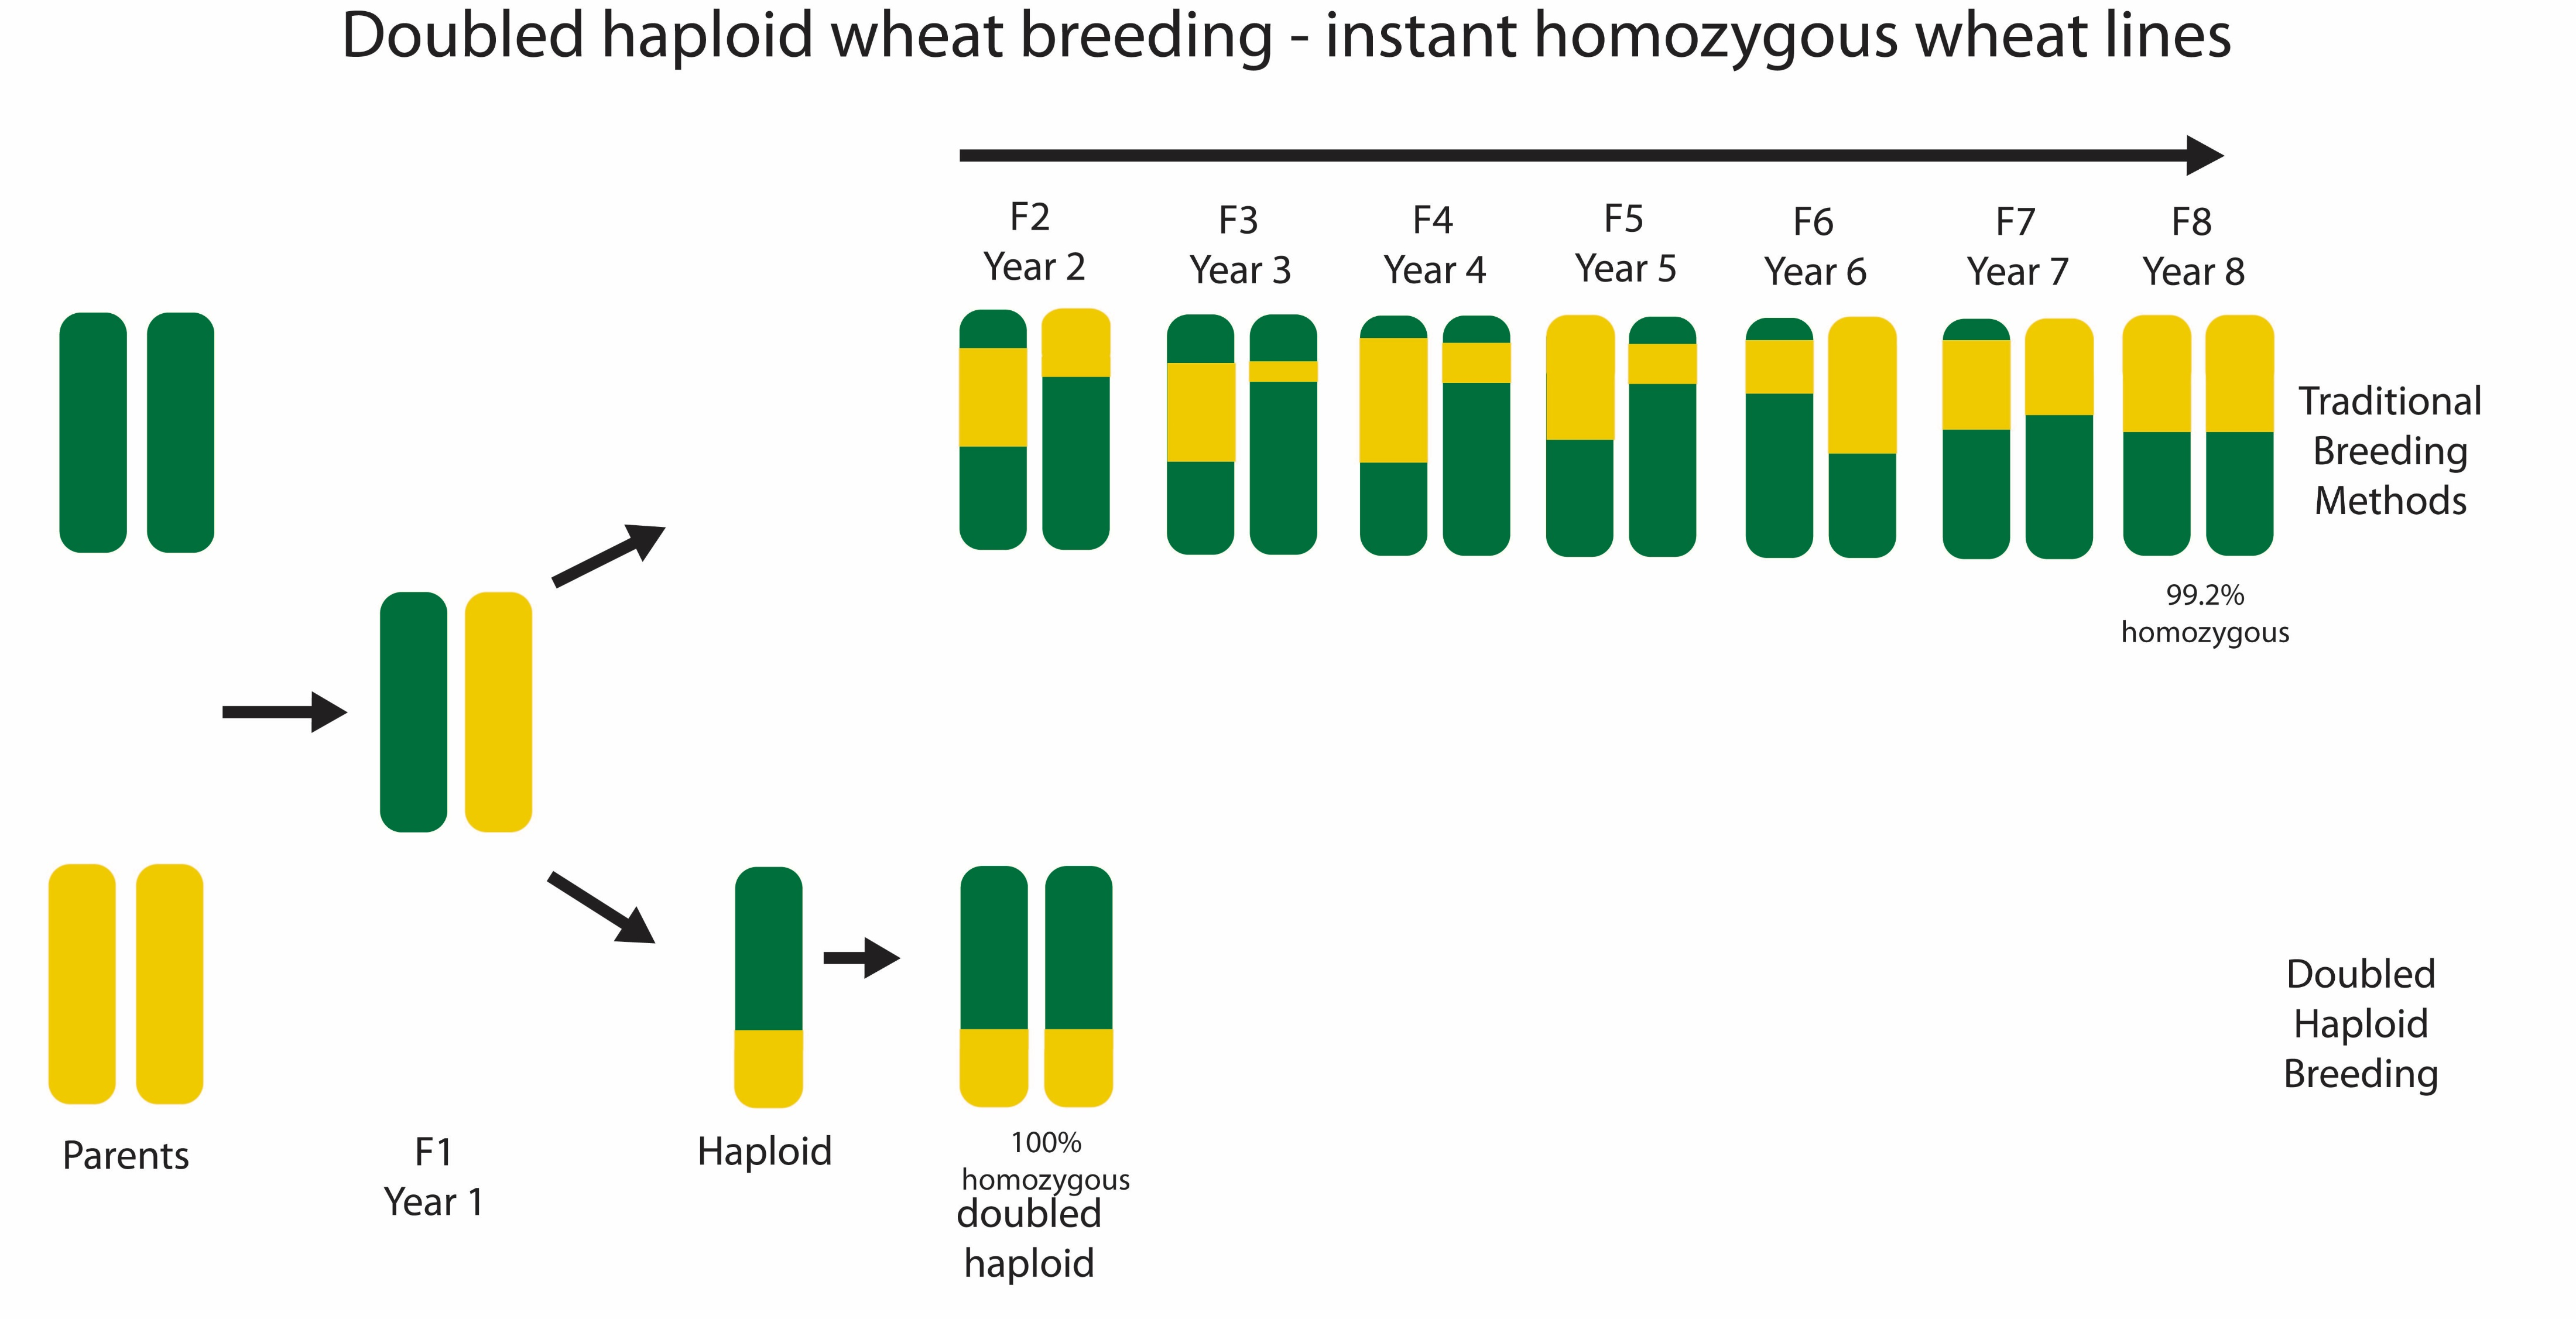 Doubled haploid wheat breeding - instant homozygous wheat lines
F2
Year 2
F3
Year 3
F4
Year 4
F5
Year 5
F6
Year 6
F7
Year 7
F8
Year 8
Traditional
Breeding
Methods
99.2%
homozygous
Doubled
Haploid
Breeding
Parents
F1
Year 1
Haploid
100%
homozygous
doubled
haploid